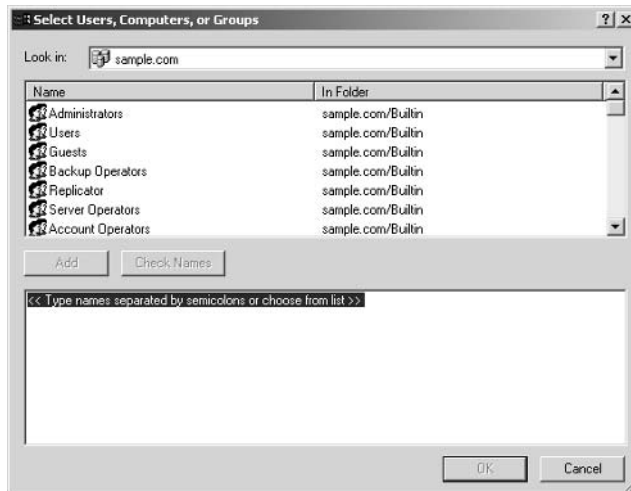 Select Users, Computers, or Groups
Look in: sample.com
Name In Folder
Administrators sample.com/Builtin
Users sample.com/Builtin
Guests sample.com/Builtin
Backup Operators sample.com/Builtin
Replicator sample.com/Builtin
Server Operators sample.com/Builtin
Account Operators sample.com/Builtin
Add Check Names
<< Type names separated by semicolons or choose from list >>
OK Cancel